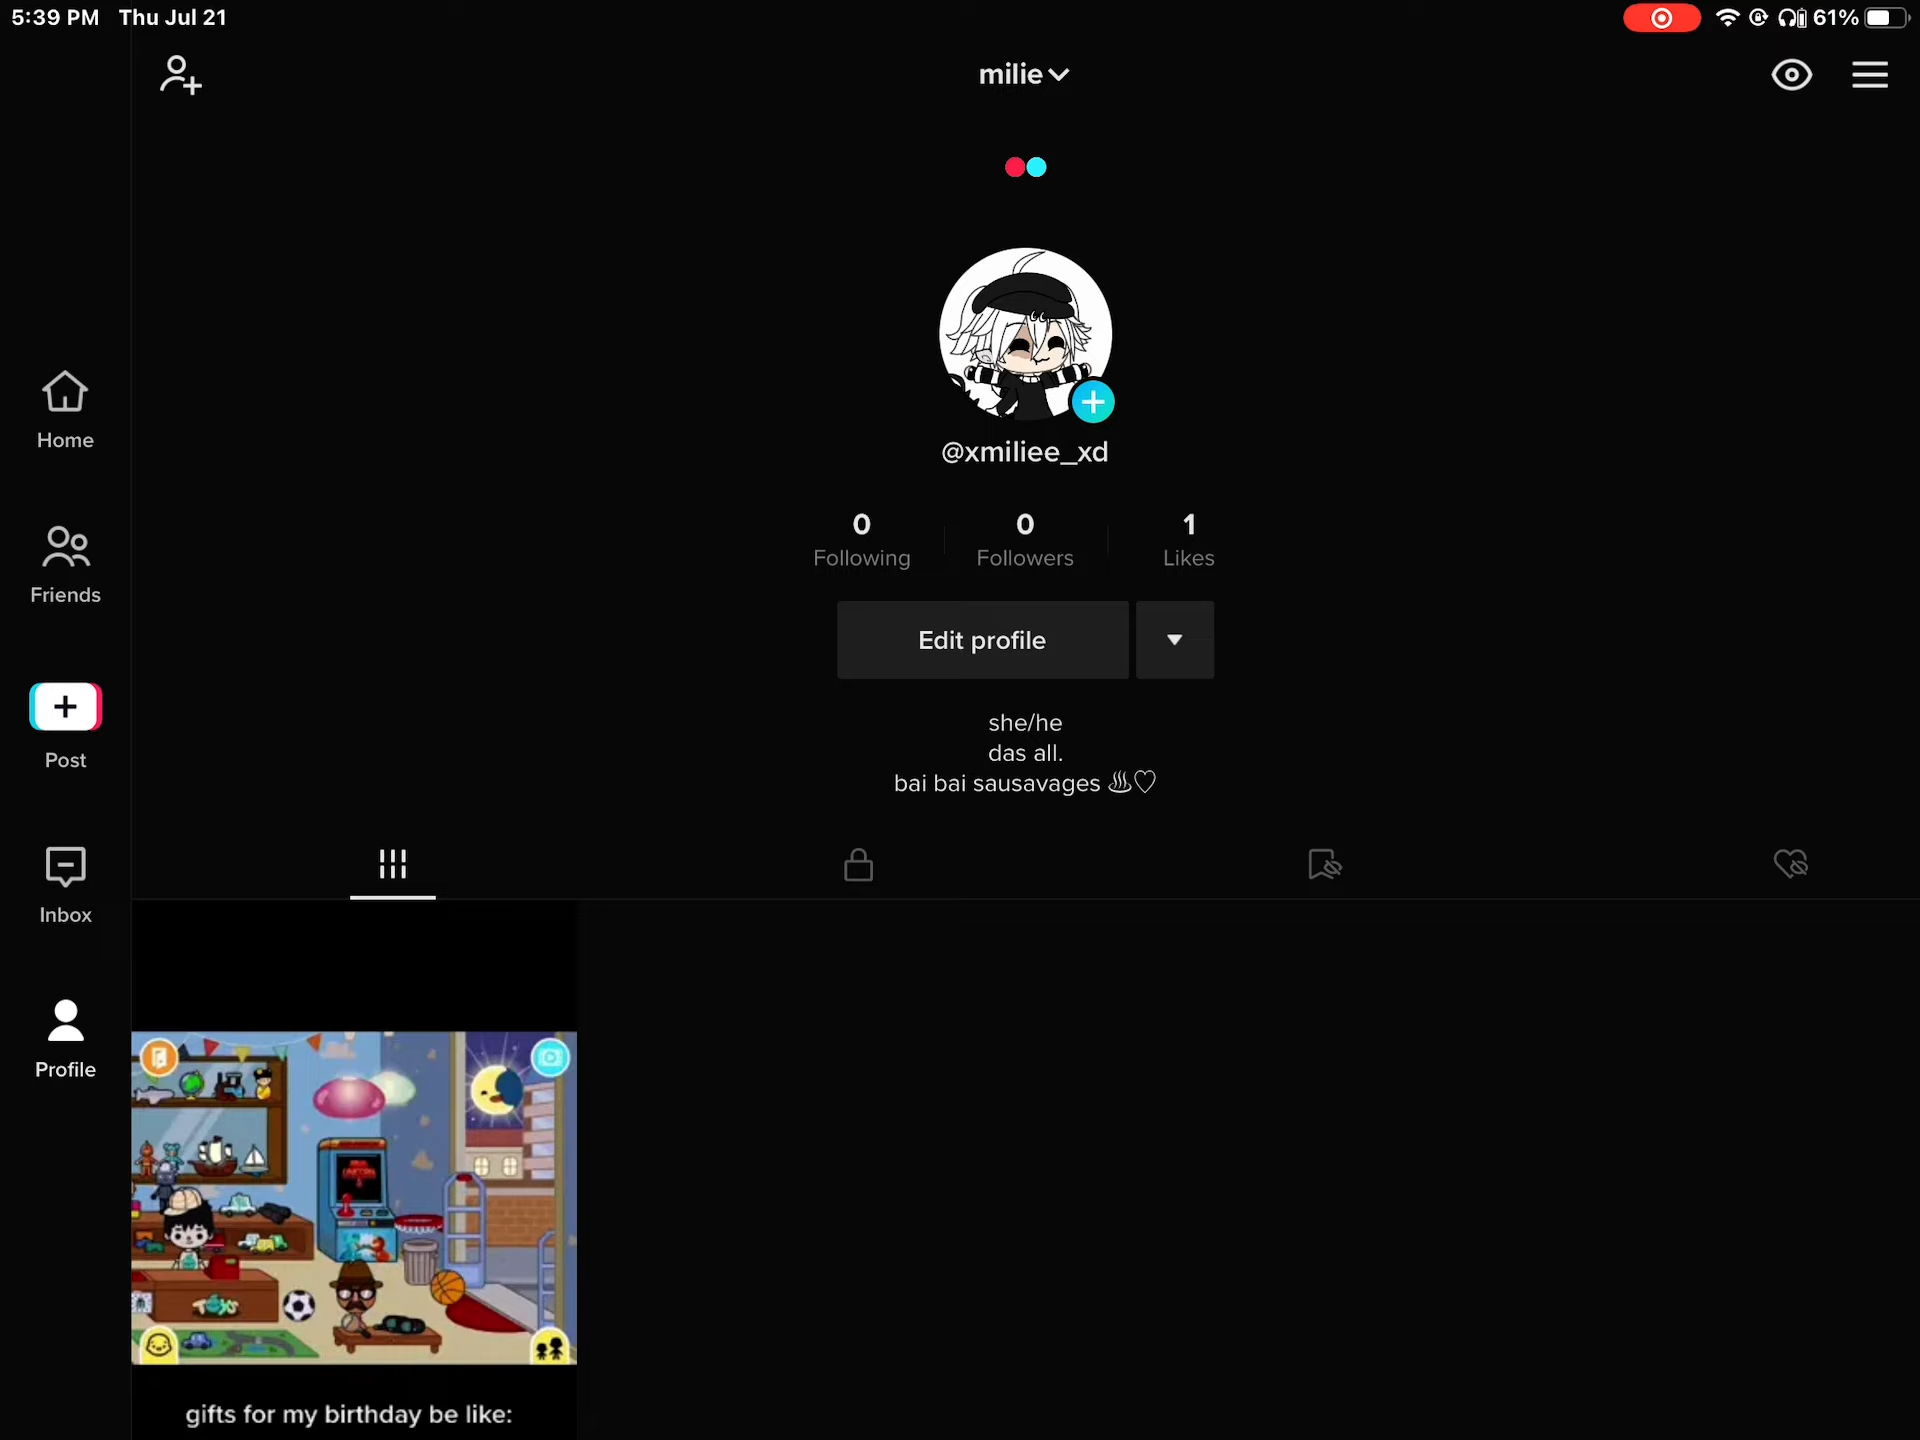 5:39 PM Thu Jul 21
61%
milie
@xmiliee_xd
0 0 1
Following Followers Likes
Edit profile
she/he
das all.
bai bai sausavages ♨♡
Home
Friends
Post
Inbox
Profile
TOYS
gifts for my birthday be like: